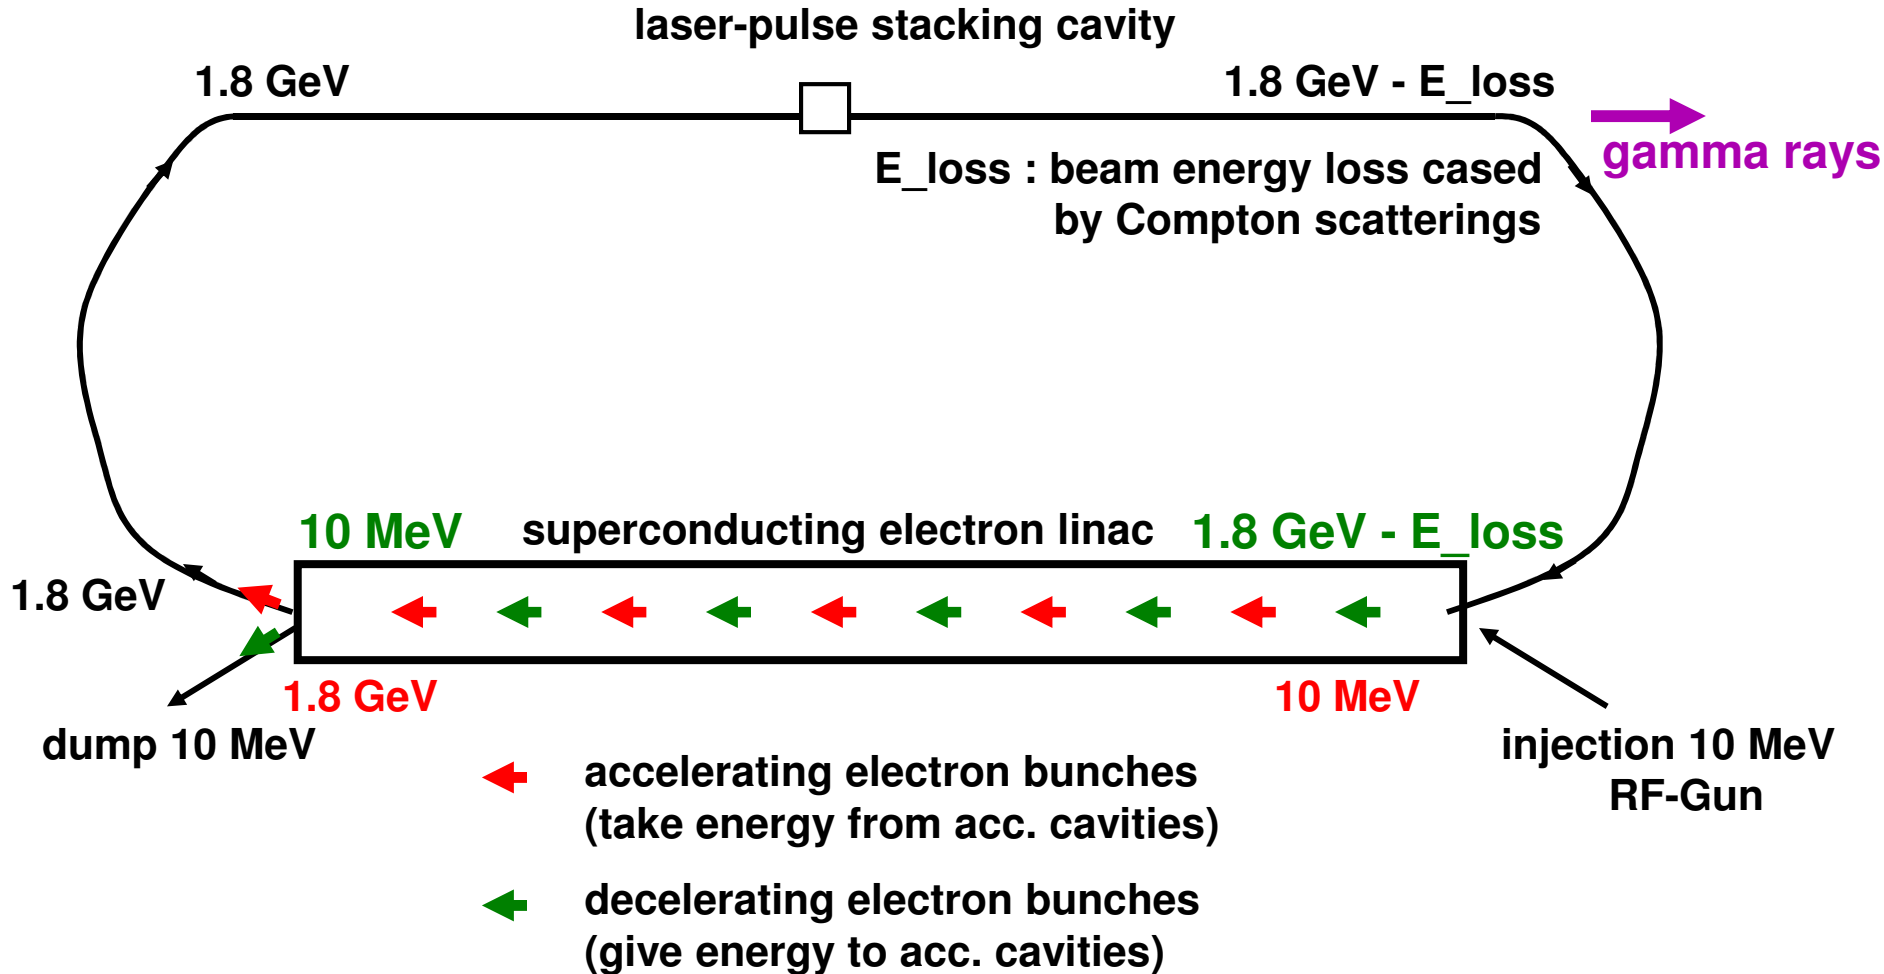 laser-pulse stacking cavity
1.8 GeV
1.8 GeV - E_loss
gamma rays
E_loss : beam energy loss cased
by Compton scatterings
10 MeV
superconducting electron linac
1.8 GeV - E_loss
1.8 GeV
1.8 GeV
10 MeV
dump 10 MeV
injection 10 MeV
RF-Gun
accelerating electron bunches
(take energy from acc. cavities)
decelerating electron bunches
(give energy to acc. cavities)